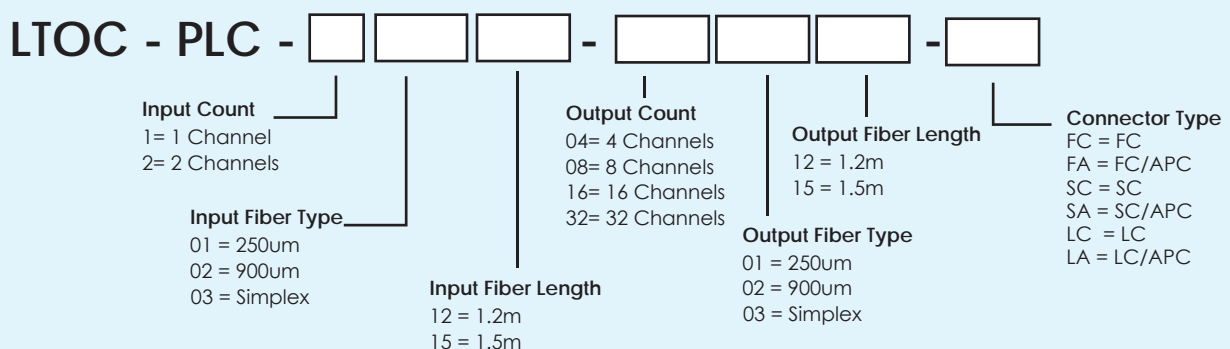 LTOC - PLC - - -
Input Count
1= 1 Channel
2= 2 Channels
Input Fiber Type
01 = 250um
02 = 900um
03 = Simplex
Input Fiber Length
12 = 1.2m
15 = 1.5m
Output Count
04= 4 Channels
08= 8 Channels
16= 16 Channels
32= 32 Channels
Output Fiber Type
01 = 250um
02 = 900um
03 = Simplex
Output Fiber Length
12 = 1.2m
15 = 1.5m
Connector Type
FC = FC
FA = FC/APC
SC = SC
SA = SC/APC
LC = LC
LA = LC/APC